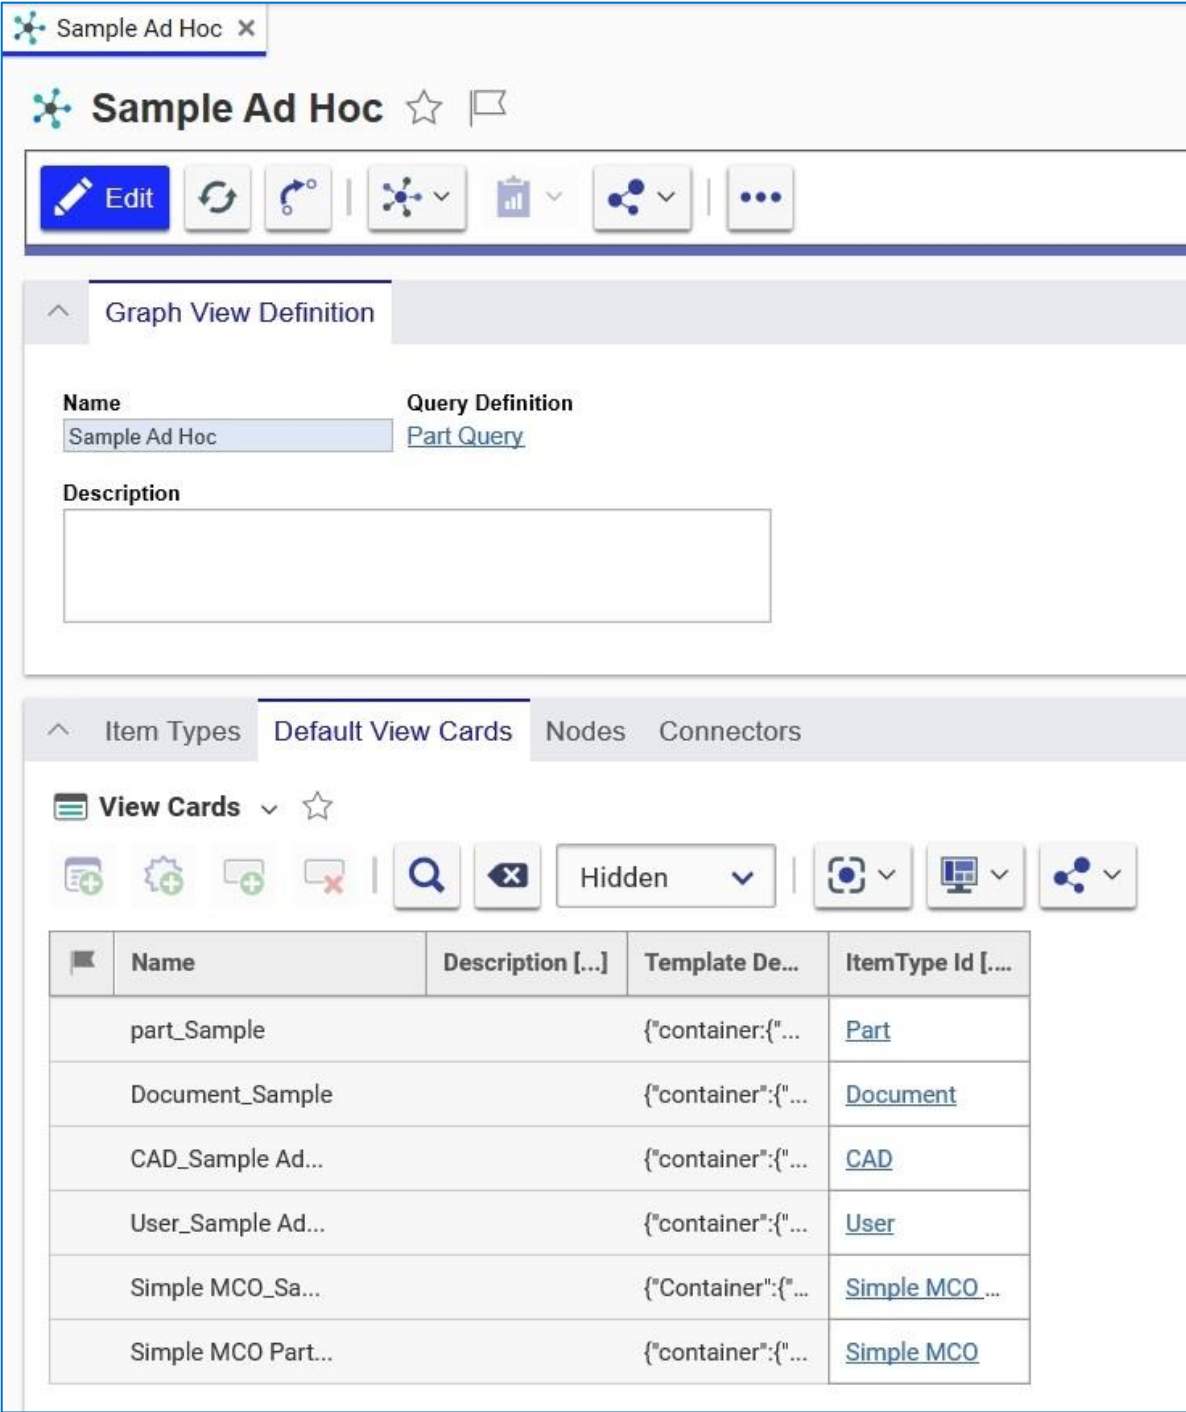 Sample Ad Hoc
Sample Ad Hoc
Edit
Graph View Definition
Name Query Definition
Sample Ad Hoc Part Query
Description
Item Types Default View Cards Nodes Connectors
View Cards
Hidden
Name Description [...] Template De... ItemType Id [....
part_Sample {"container:{"... Part
Document_Sample {"container":{"... Document
CAD_Sample Ad... {"container":{"... CAD
User_Sample Ad... {"container":{"... User
Simple MCO_Sa... {"Container":{"... Simple MCO ...
Simple MCO Part... {"container":{"... Simple MCO